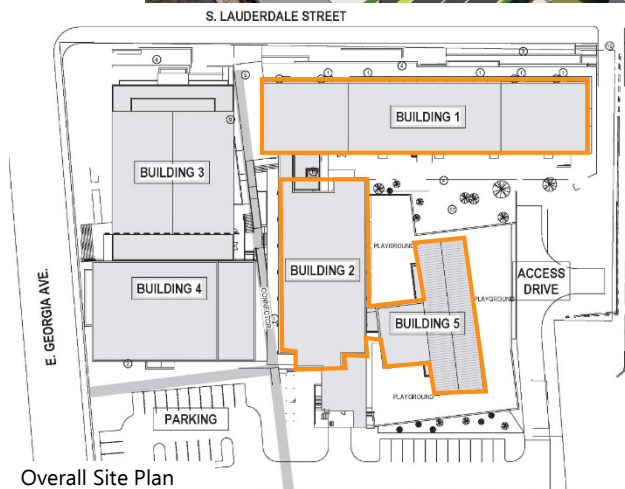 S. LAUDERDALE STREET
BUILDING 1
BUILDING 3
BUILDING 2
PLAYGROUND
ACCESS
DRIVE
PLAYGROUND
BUILDING 4
CONNECTOR
BUILDING 5
E. GEORGIA AVE.
PLAYGROUND
PARKING
Overall Site Plan